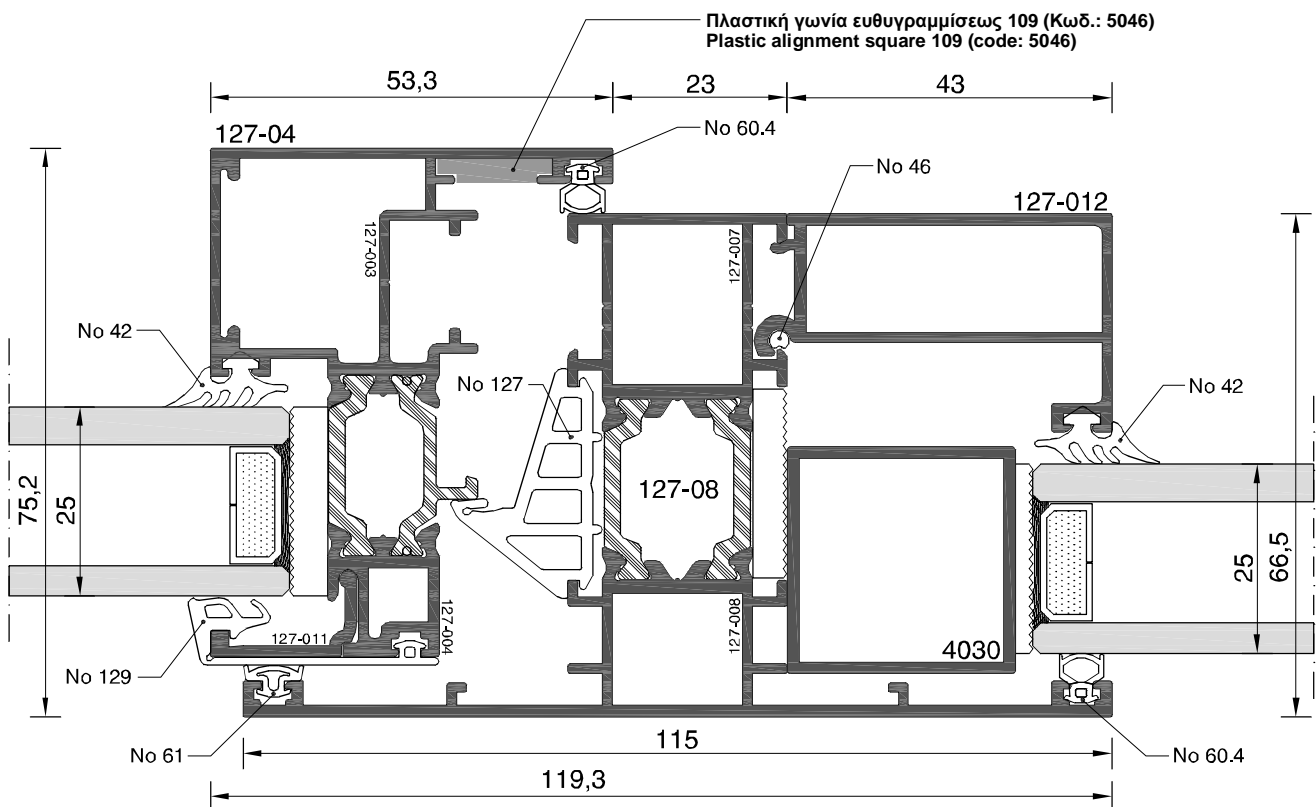 Πλαστική γωνία ευθυγραμμίσεως 109 (Κωδ.: 5046)
Plastic alignment square 109 (code: 5046)
53,3
23
43
127-04
No 60.4
No 46
127-012
127-003
127-007
No 42
No 127
No 42
75,2
25
127-08
25
66,5
127-011
127-004
127-008
4030
No 129
No 61
115
No 60.4
119,3